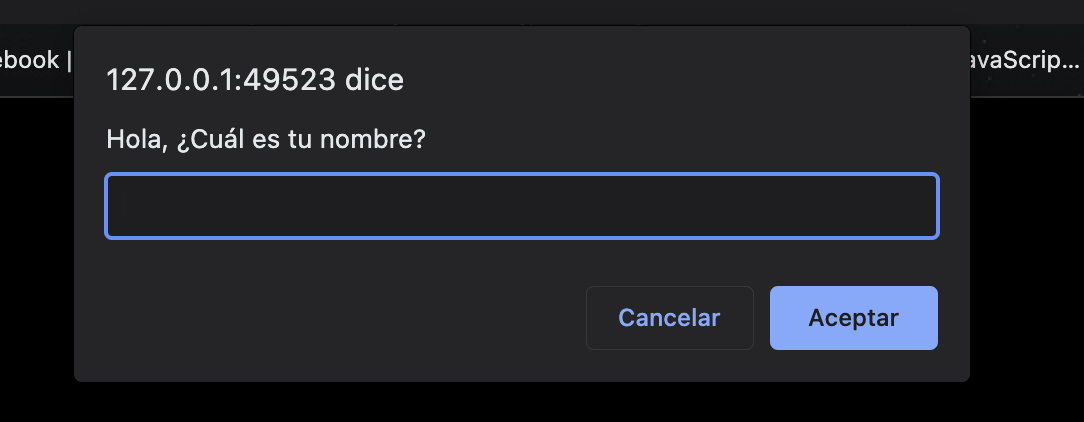 ebook |
avaScrip...
127.0.0.1:49523 dice
Hola, ¿Cuál es tu nombre?
Cancelar
Aceptar